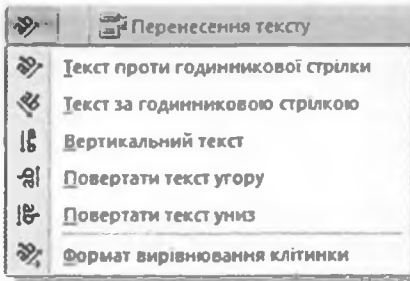 Перенесення тексту
Текст проти годинникової стрілки
Текст за годинниковою стрілкою
Вертикальний текст
Повертати текст угору
Повертати текст униз
Формат вирівнювання клітинки